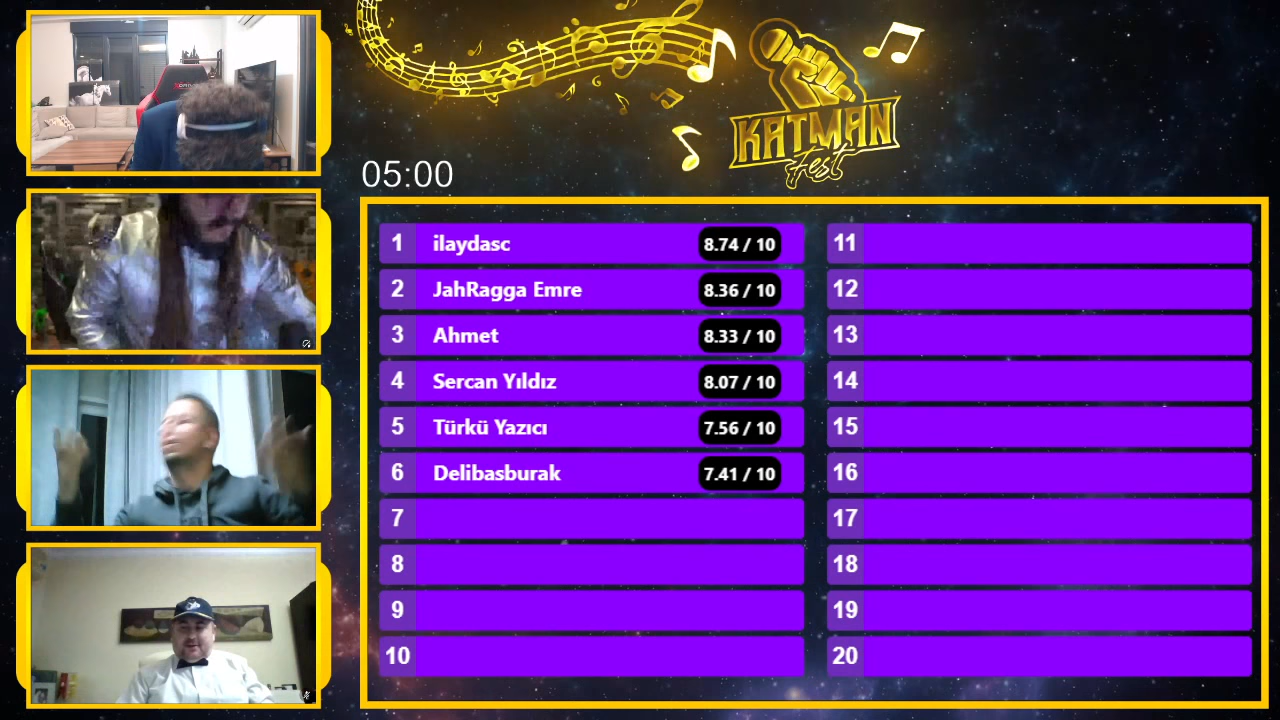 KATMAN
Fest
05:00
1 ilaydasc 8.74 / 10
2 JahRagga Emre 8.36 / 10
3 Ahmet 8.33 / 10
4 Sercan Yıldız 8.07 / 10
5 Türkü Yazıcı 7.56 / 10
6 Delibasburak 7.41 / 10
7
8
9
10
11
12
13
14
15
16
17
18
19
20